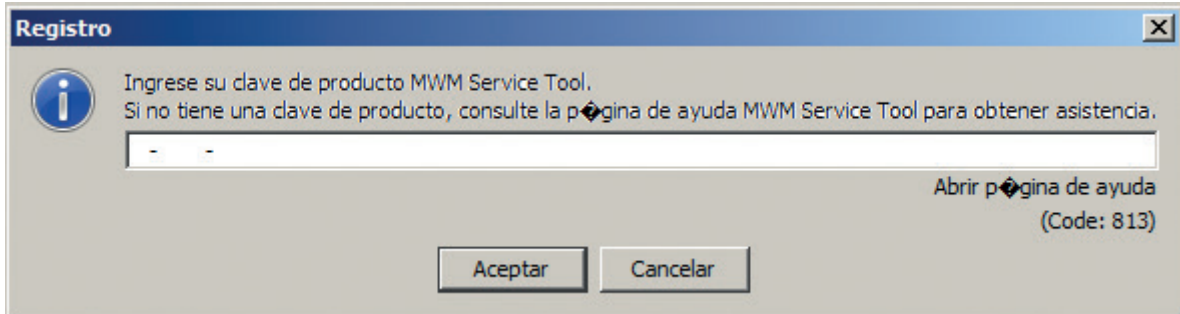 Registro
Ingrese su clave de producto MWM Service Tool.
Si no tiene una clave de producto, consulte la p�gina de ayuda MWM Service Tool para obtener asistencia.
- -
Abrir p�gina de ayuda
(Code: 813)
Aceptar Cancelar